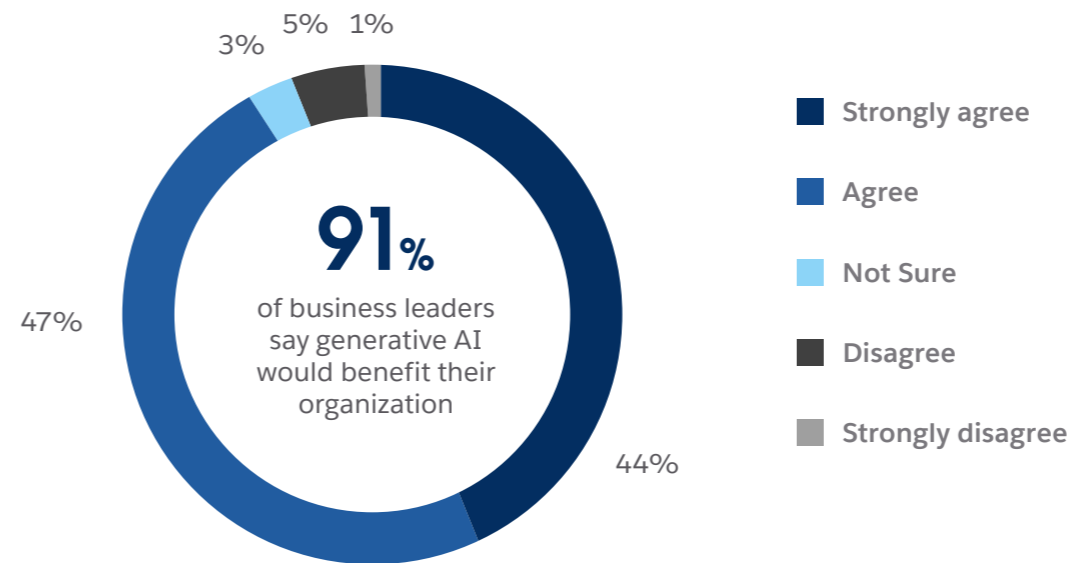 3%
5%
1%
47%
44%
91%
of business leaders
say generative AI
would benefit their
organization
Strongly agree
Agree
Not Sure
Disagree
Strongly disagree